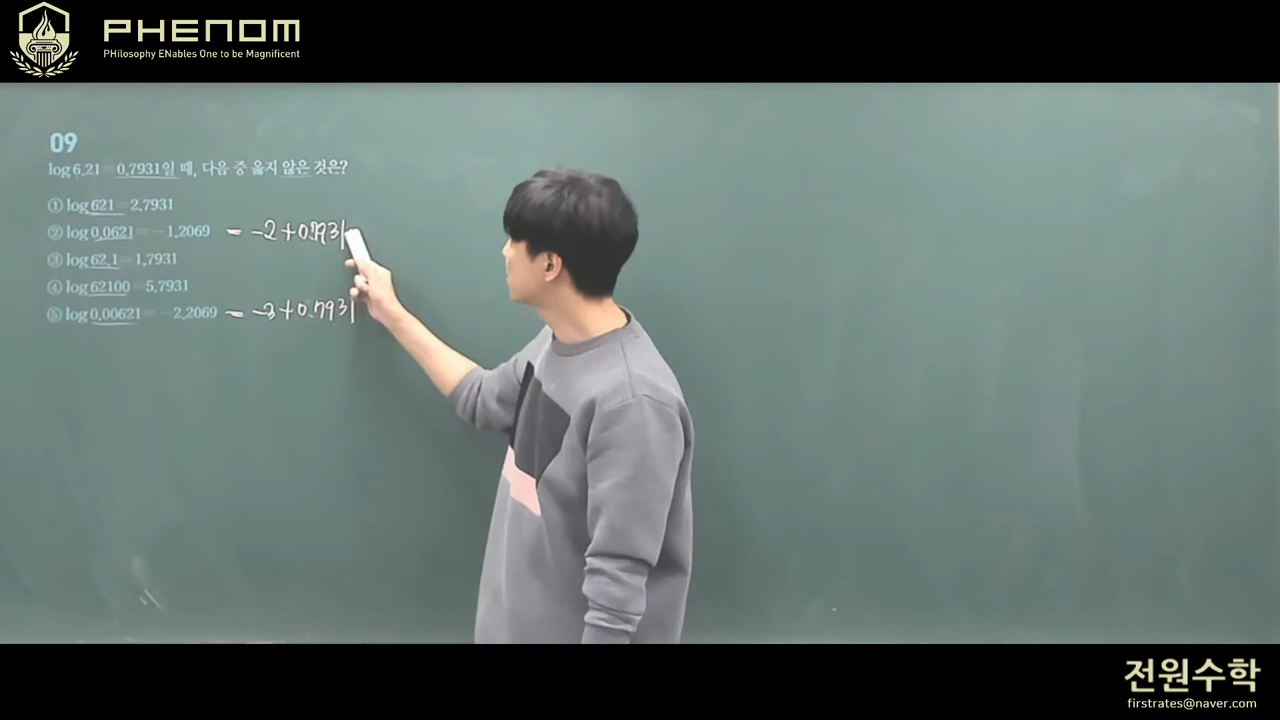 PHENOM
PHilosophy ENables One to be Magnificent
09
log 6.21 = 0.7931일 때, 다음 중 옳지 않은 것은?
① log 621 = 2.7931
② log 0.0621 = -1.2069 = -2+0.7931
③ log 62.1 = 1.7931
④ log 62100 = 5.7931
⑤ log 0.00621 = -2.2069 = -3+0.7931
전원수학
firstrates@naver.com